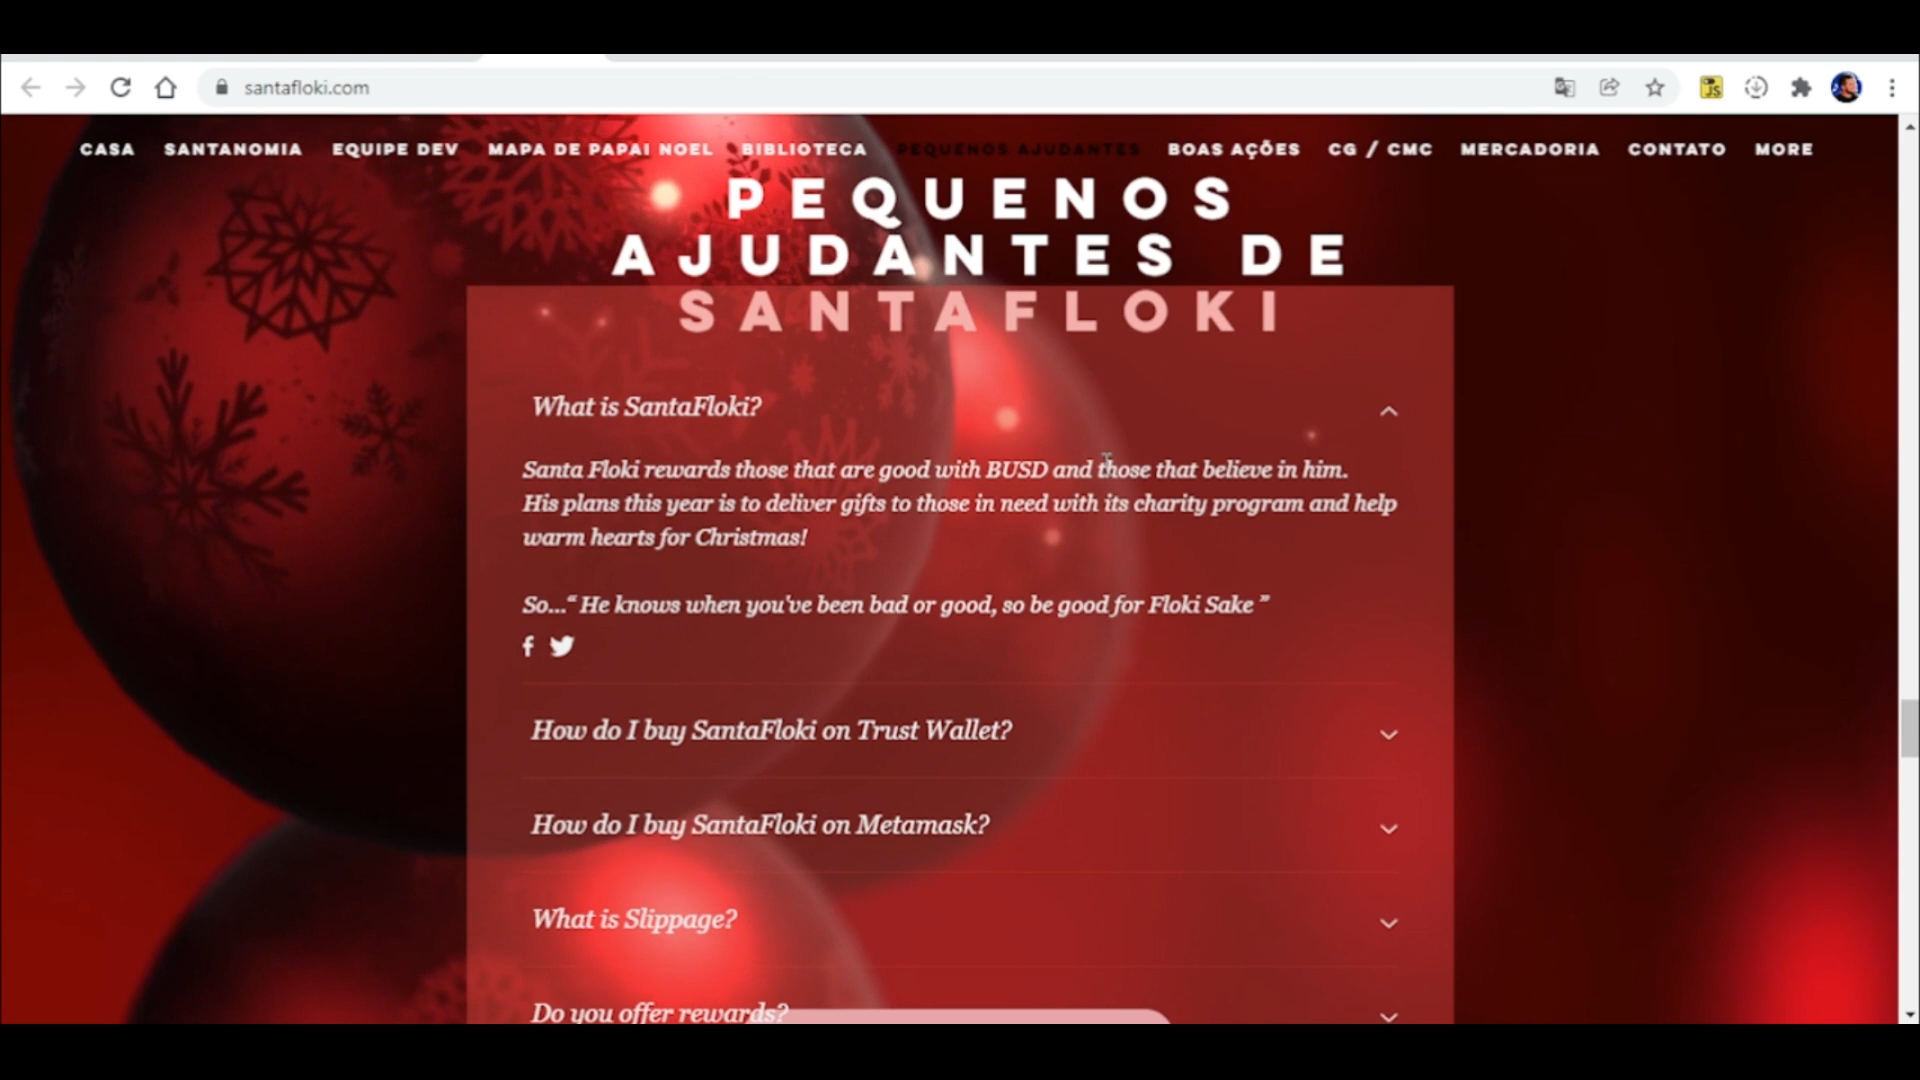 santafloki.com
CASA SANTANOMIA EQUIPE DEV MAPA DE PAPAI NOEL BIBLIOTECA PEQUENOS AJUDANTES BOAS AÇÕES CG / CMC MERCADORIA CONTATO MORE
PEQUENOS
AJUDANTES DE
SANTAFLOKI
What is SantaFloki?
Santa Floki rewards those that are good with BUSD and those that believe in him.
His plans this year is to deliver gifts to those in need with its charity program and help
warm hearts for Christmas!
So...“ He knows when you've been bad or good, so be good for Floki Sake ”
How do I buy SantaFloki on Trust Wallet?
How do I buy SantaFloki on Metamask?
What is Slippage?
Do you offer rewards?